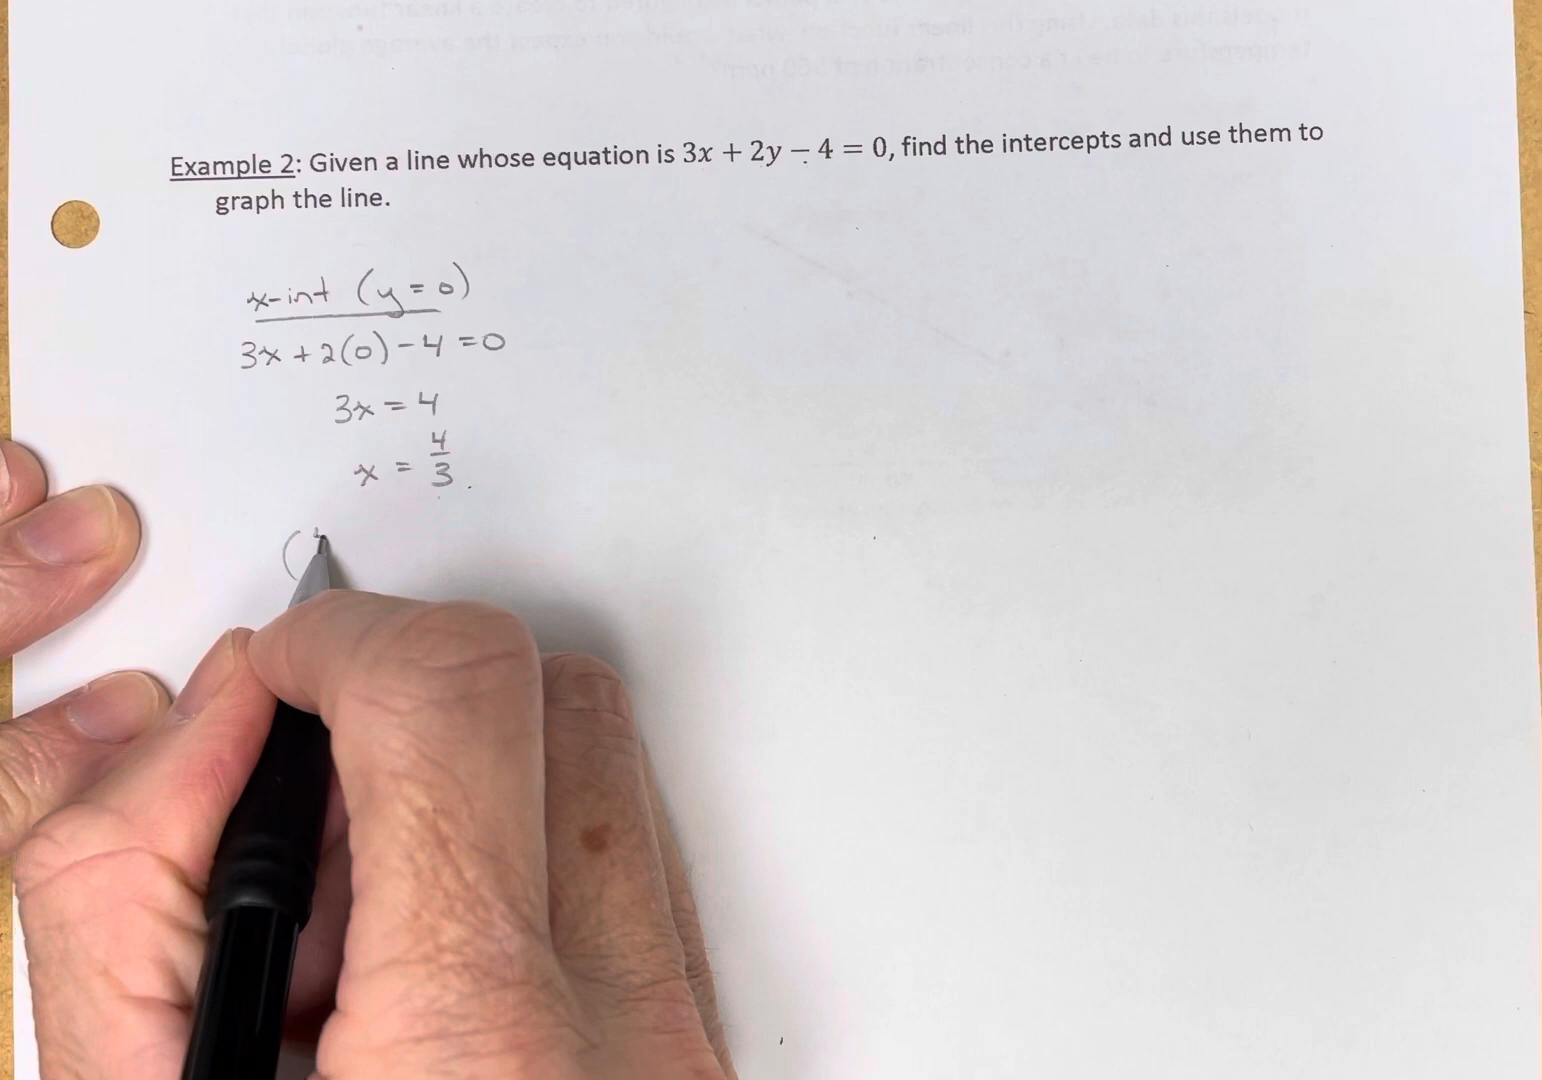 Example 2: Given a line whose equation is 3x + 2y − 4 = 0, find the intercepts and use them to
graph the line.
x-int (y = 0)
3x + 2(0) - 4 = 0
3x = 4
x = 4/3
(4